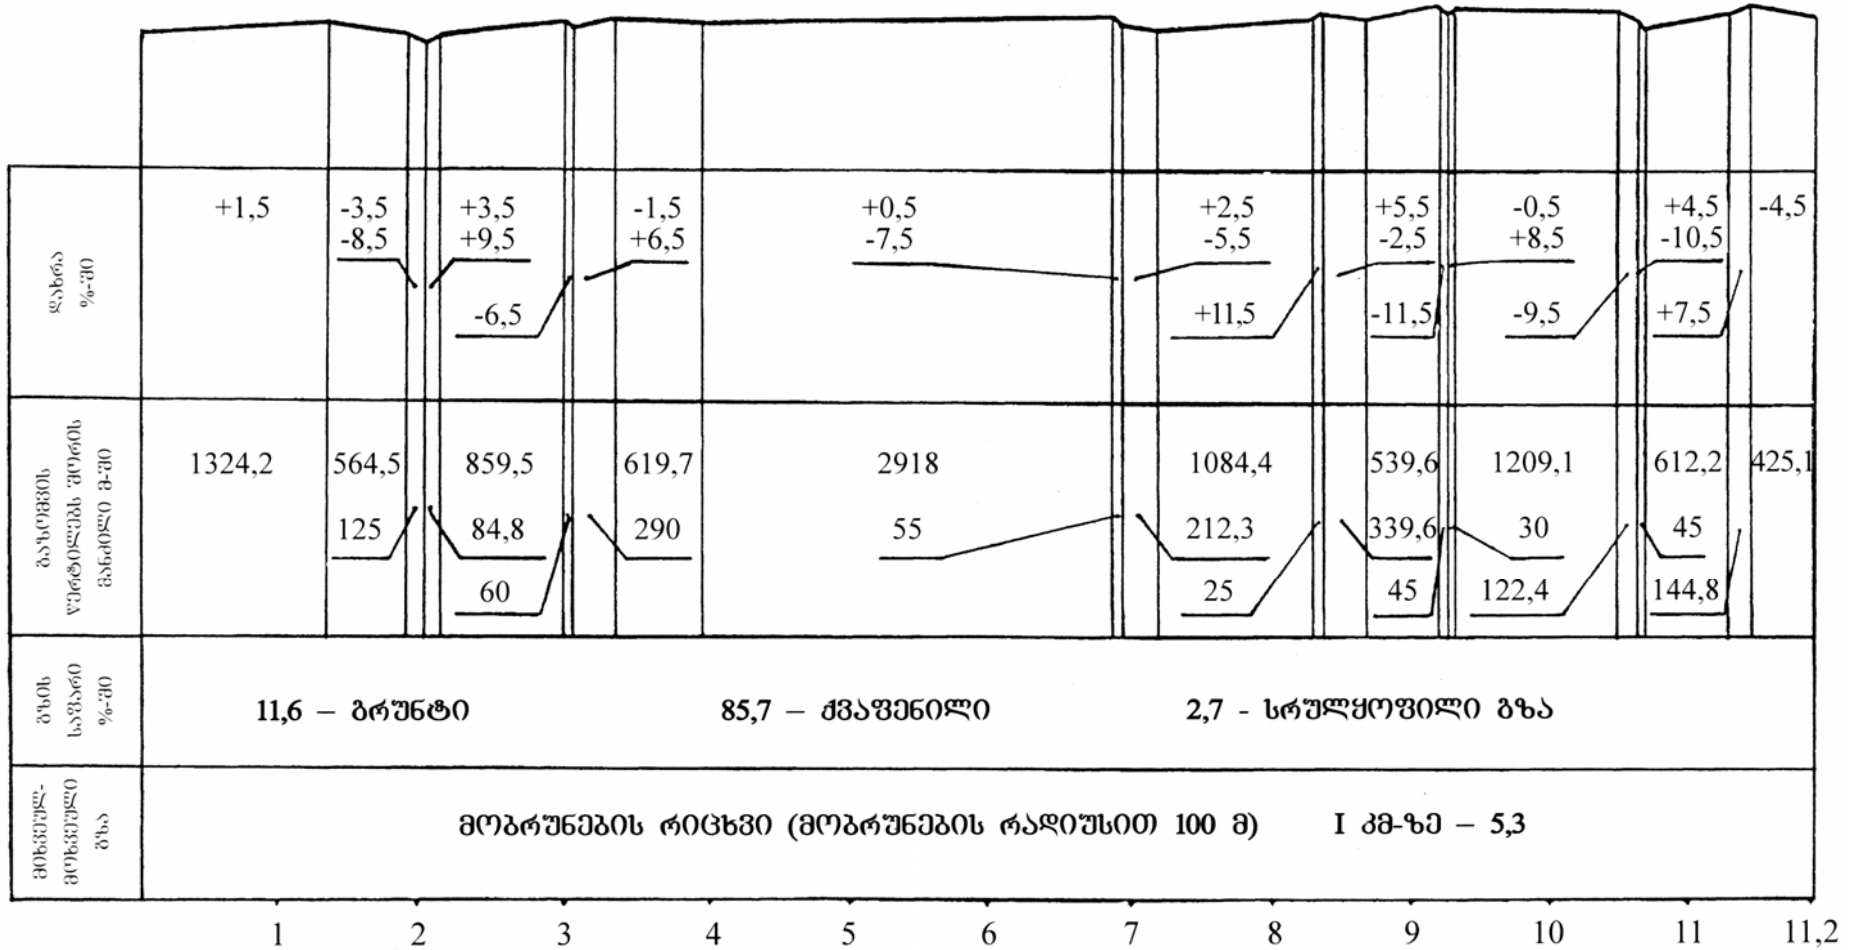 დახრა
%-ში
+1,5 -3,5 +3,5 -1,5 +0,5 +2,5 +5,5 -0,5 +4,5 -4,5
-8,5 +9,5 +6,5 -7,5 -5,5 -2,5 +8,5 -10,5
-6,5 +11,5 -11,5 -9,5 +7,5
გაზომვის
წერტილებს შორის
მანძილი მ-ში
1324,2 564,5 859,5 619,7 2918 1084,4 539,6 1209,1 612,2 425,1
125 84,8 290 55 212,3 339,6 30 45
60 25 45 122,4 144,8
გზის
საფარი
%-ში
11,6 – გრუნტი 85,7 – ქვაფენილი 2,7 - სრულყოფილი გზა
მიხვეულ-
მოხვეული
გზა
მობრუნების რიცხვი (მობრუნების რადიუსით 100 მ) I კმ-ზე – 5,3
1 2 3 4 5 6 7 8 9 10 11 11,2